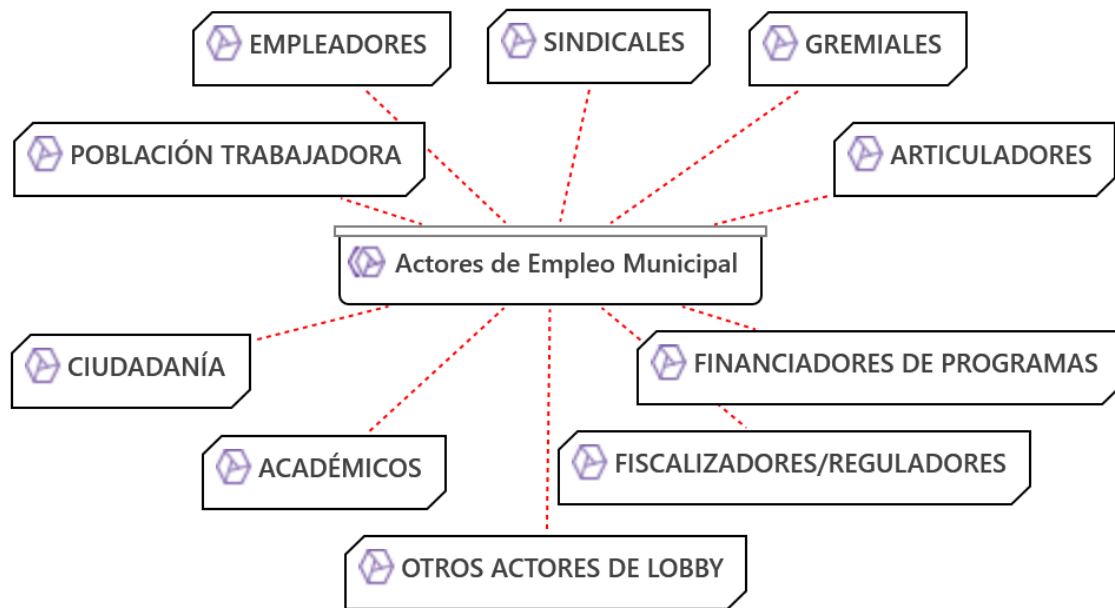 EMPLEADORES
SINDICALES
GREMIALES
POBLACIÓN TRABAJADORA
ARTICULADORES
Actores de Empleo Municipal
CIUDADANÍA
FINANCIADORES DE PROGRAMAS
ACADÉMICOS
FISCALIZADORES/REGULADORES
OTROS ACTORES DE LOBBY